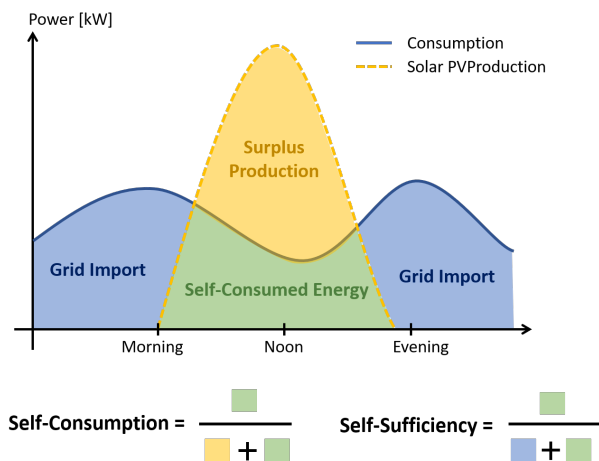 Power [kW]
Consumption
Solar PVProduction
Surplus
Production
Grid Import
Self-Consumed Energy
Grid Import
Morning
Noon
Evening
Self-Consumption =
+
Self-Sufficiency =
+